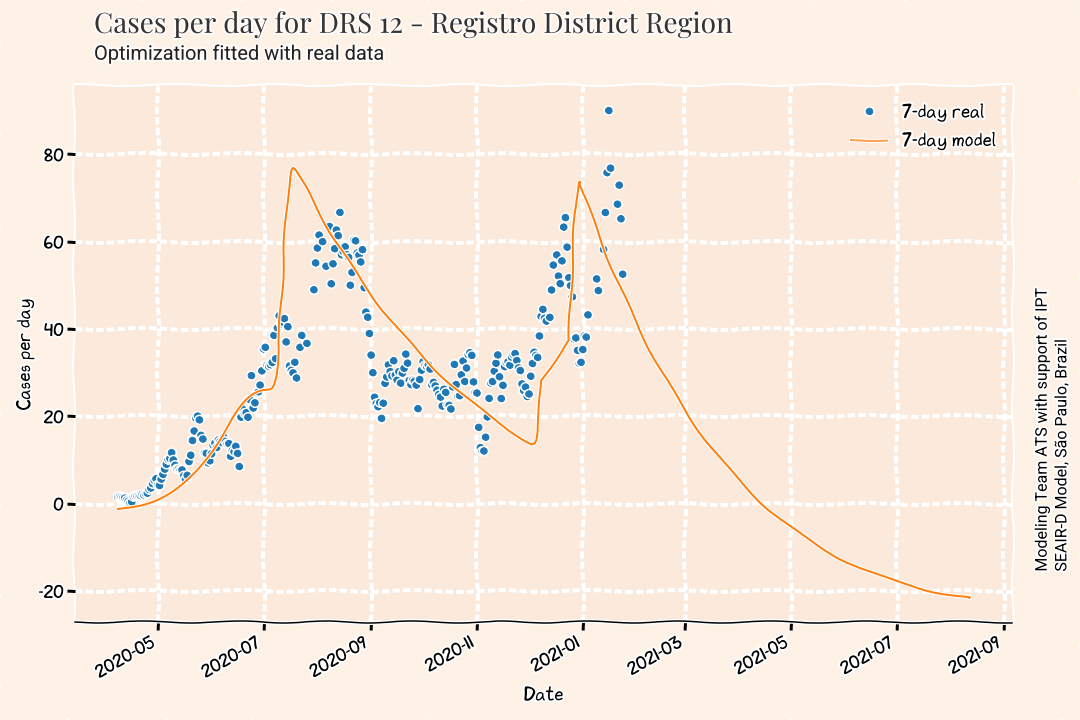 Cases per day for DRS 12 - Registro District Region
Optimization fitted with real data
7-day real
7-day model
Cases per day
80
60
40
20
0
-20
2020-05
2020-07
2020-09
2020-11
2021-01
2021-03
2021-05
2021-07
2021-09
Date
Modeling Team ATS with support of IPT
SEAIR-D Model, São Paulo, Brazil